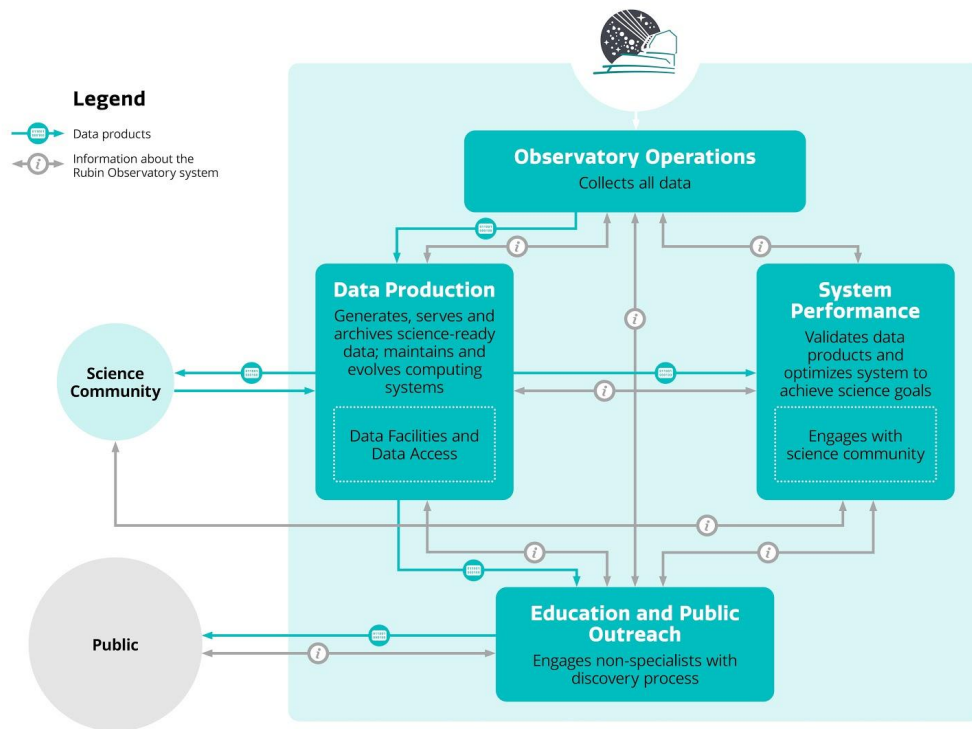 Legend
Data products
Information about the
Rubin Observatory system
Observatory Operations
Collects all data
i
i
i
Data Production
Generates, serves and
archives science-ready
data; maintains and
evolves computing
systems
Data Facilities and
Data Access
System
Performance
Validates data
products and
optimizes system to
achieve science goals
Engages with
science community
i
Science
Community
i
i
i
i
Education and Public
Outreach
Engages non-specialists with
discovery process
Public
i
i